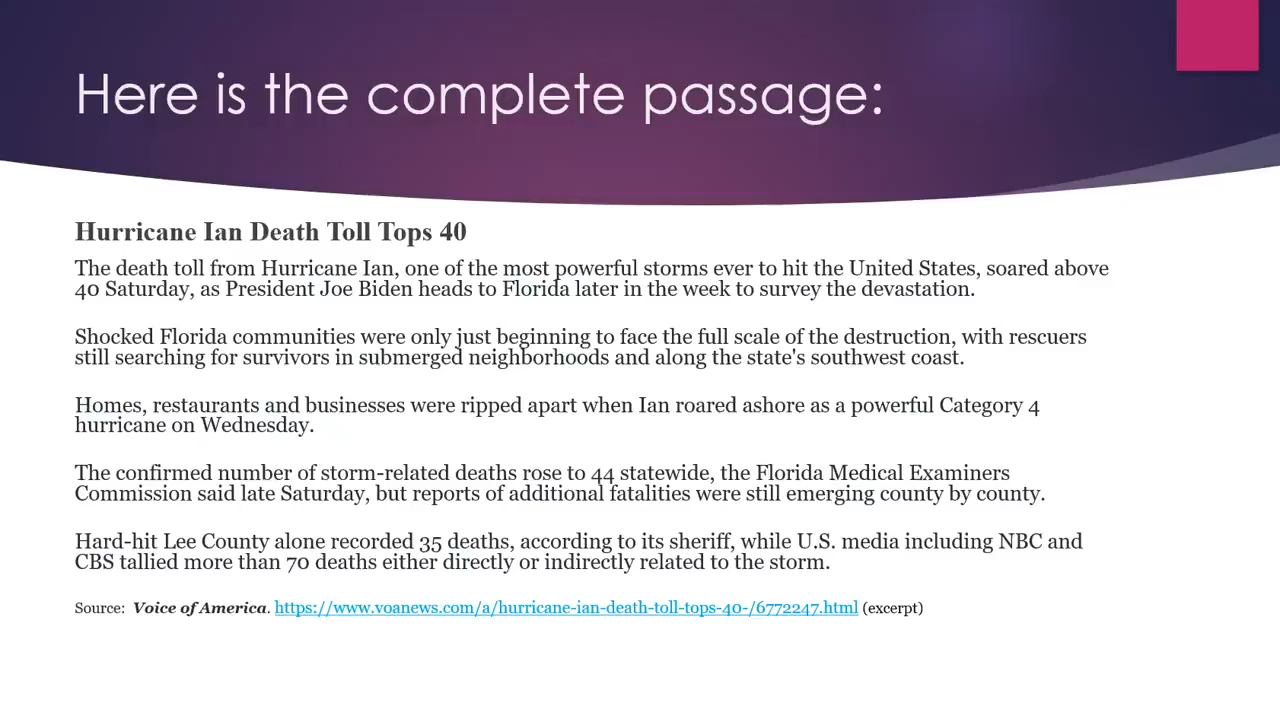 Here is the complete passage:
Hurricane Ian Death Toll Tops 40
The death toll from Hurricane Ian, one of the most powerful storms ever to hit the United States, soared above
40 Saturday, as President Joe Biden heads to Florida later in the week to survey the devastation.
Shocked Florida communities were only just beginning to face the full scale of the destruction, with rescuers
still searching for survivors in submerged neighborhoods and along the state's southwest coast.
Homes, restaurants and businesses were ripped apart when Ian roared ashore as a powerful Category 4
hurricane on Wednesday.
The confirmed number of storm-related deaths rose to 44 statewide, the Florida Medical Examiners
Commission said late Saturday, but reports of additional fatalities were still emerging county by county.
Hard-hit Lee County alone recorded 35 deaths, according to its sheriff, while U.S. media including NBC and
CBS tallied more than 70 deaths either directly or indirectly related to the storm.
Source: Voice of America. https://www.voanews.com/a/hurricane-ian-death-toll-tops-40-/6772247.html (excerpt)